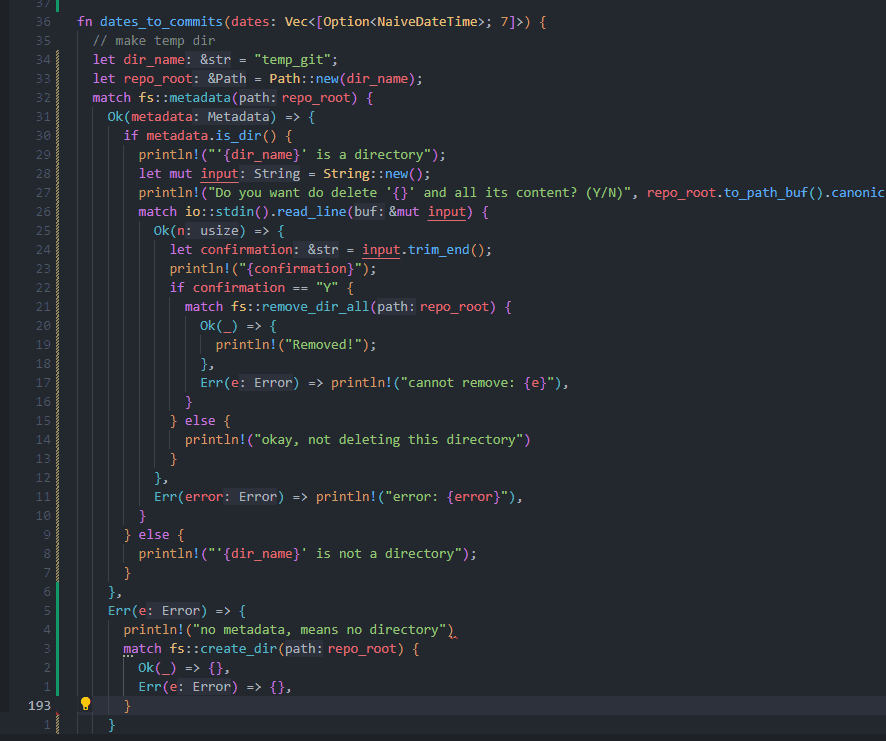 37
36 fn dates_to_commits(dates: Vec<[Option<NaiveDateTime>; 7]>) {
35 // make temp dir
34 let dir_name: &str = "temp_git";
33 let repo_root: &Path = Path::new(dir_name);
32 match fs::metadata(path: repo_root) {
31 Ok(metadata: Metadata) => {
30 if metadata.is_dir() {
29 println!("'{dir_name}' is a directory");
28 let mut input: String = String::new();
27 println!("Do you want do delete '{}' and all its content? (Y/N)", repo_root.to_path_buf().canonic
26 match io::stdin().read_line(buf: &mut input) {
25 Ok(n: usize) => {
24 let confirmation: &str = input.trim_end();
23 println!("{confirmation}");
22 if confirmation == "Y" {
21 match fs::remove_dir_all(path: repo_root) {
20 Ok(_) => {
19 println!("Removed!");
18 },
17 Err(e: Error) => println!("cannot remove: {e}"),
16 }
15 } else {
14 println!("okay, not deleting this directory")
13 }
12 },
11 Err(error: Error) => println!("error: {error}"),
10 }
9 } else {
8 println!("'{dir_name}' is not a directory");
7 }
6 },
5 Err(e: Error) => {
4 println!("no metadata, means no directory")
3 match fs::create_dir(path: repo_root) {
2 Ok(_) => {},
1 Err(e: Error) => {},
193 }
1 }